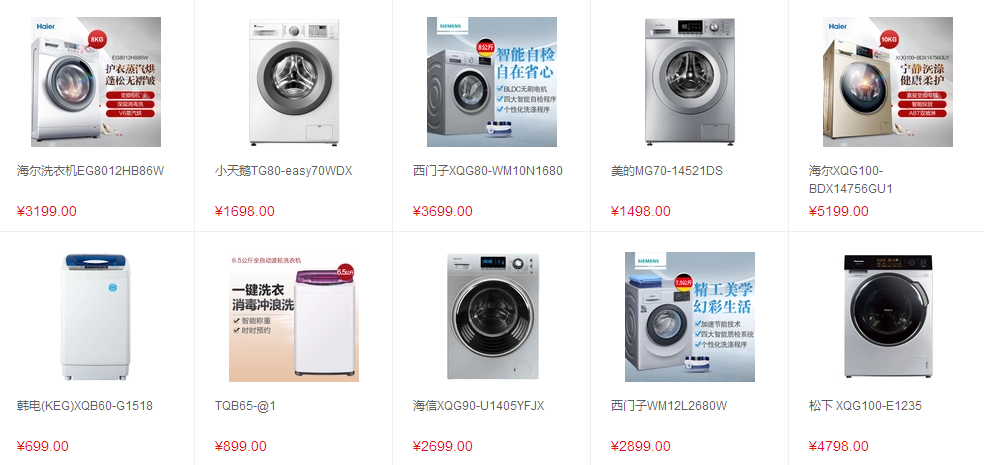 Haier
8KG
EG8012HB86W
护衣蒸汽烘
蓬松无褶皱
变频电机
深层消毒洗
V6蒸汽烘
海尔洗衣机EG8012HB86W
¥3199.00
小天鹅TG80-easy70WDX
¥1698.00
SIEMENS
8公斤
智能自检
自在省心
BLDC无刷电机
四大智能自检程序
个性化洗涤程序
西门子XQG80-WM10N1680
¥3699.00
美的MG70-14521DS
¥1498.00
Haier
10KG
XQG100-BDX14756GU1
宁静洗涤
健康柔护
直驱变频电机
智能投放
ABT双喷淋
海尔XQG100-
BDX14756GU1
¥5199.00
韩电(KEG)XQB60-G1518
¥699.00
6.5公斤全自动波轮洗衣机
6.5公斤
一键洗衣
消毒冲浪洗
智能称重
时时预约
TQB65-@1
¥899.00
海信XQG90-U1405YFJX
¥2699.00
SIEMENS
7.5公斤
精工美学
幻彩生活
加速节能技术
四大智能质检系统
个性化洗涤程序
西门子WM12L2680W
¥2899.00
Panasonic
松下 XQG100-E1235
¥4798.00